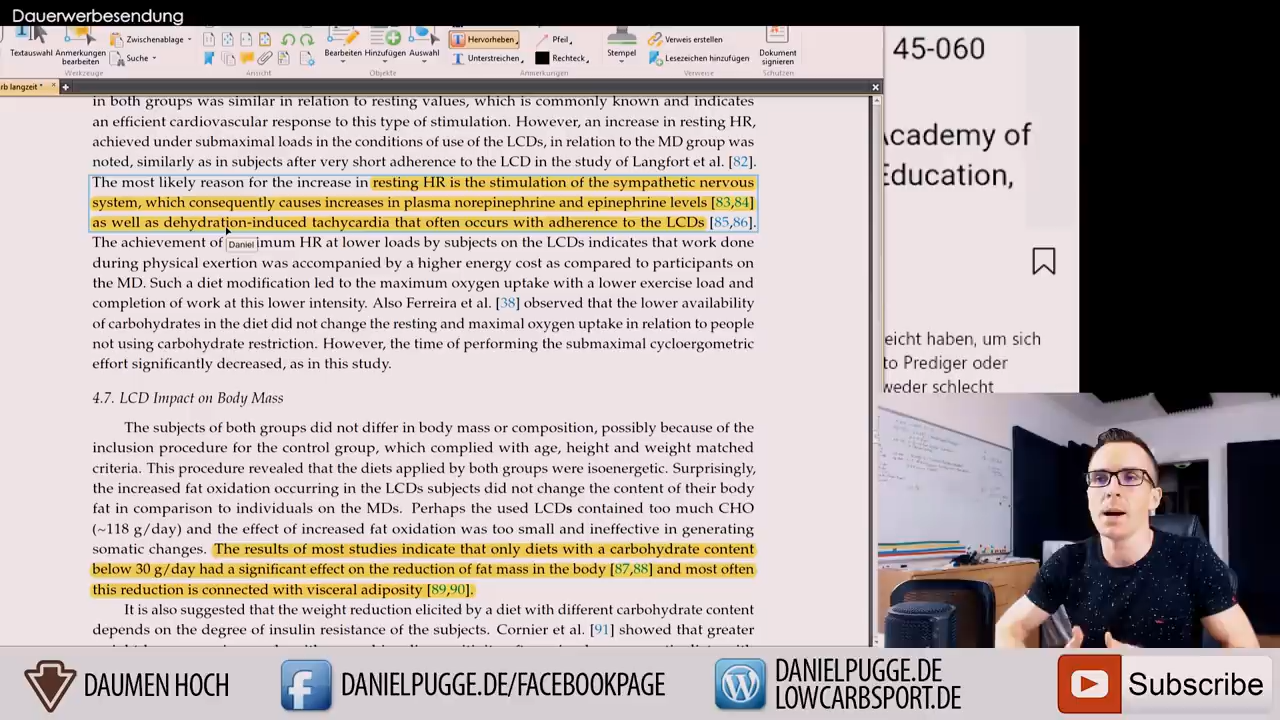 Dauerwerbesendung
Textauswahl
Anmerkungen
bearbeiten
Zwischenablage
Suche
Werkzeuge
Ansicht
Bearbeiten Hinzufügen Auswahl
Objekte
Hervorheben
Unterstreichen
Pfeil
Rechteck
Anmerkungen
Stempel
Verweis erstellen
Lesezeichen hinzufügen
Verweise
Dokument
signieren
Schützen
rb langzeit *
in both groups was similar in relation to resting values, which is commonly known and indicates
an efficient cardiovascular response to this type of stimulation. However, an increase in resting HR,
achieved under submaximal loads in the conditions of use of the LCDs, in relation to the MD group was
noted, similarly as in subjects after very short adherence to the LCD in the study of Langfort et al. [82].
The most likely reason for the increase in resting HR is the stimulation of the sympathetic nervous
system, which consequently causes increases in plasma norepinephrine and epinephrine levels [83,84]
as well as dehydration-induced tachycardia that often occurs with adherence to the LCDs [85,86].
The achievement of imum HR at lower loads by subjects on the LCDs indicates that work done
Daniel
during physical exertion was accompanied by a higher energy cost as compared to participants on
the MD. Such a diet modification led to the maximum oxygen uptake with a lower exercise load and
completion of work at this lower intensity. Also Ferreira et al. [38] observed that the lower availability
of carbohydrates in the diet did not change the resting and maximal oxygen uptake in relation to people
not using carbohydrate restriction. However, the time of performing the submaximal cycloergometric
effort significantly decreased, as in this study.
4.7. LCD Impact on Body Mass
The subjects of both groups did not differ in body mass or composition, possibly because of the
inclusion procedure for the control group, which complied with age, height and weight matched
criteria. This procedure revealed that the diets applied by both groups were isoenergetic. Surprisingly,
the increased fat oxidation occurring in the LCDs subjects did not change the content of their body
fat in comparison to individuals on the MDs. Perhaps the used LCDs contained too much CHO
(~118 g/day) and the effect of increased fat oxidation was too small and ineffective in generating
somatic changes. The results of most studies indicate that only diets with a carbohydrate content
below 30 g/day had a significant effect on the reduction of fat mass in the body [87,88] and most often
this reduction is connected with visceral adiposity [89,90].
It is also suggested that the weight reduction elicited by a diet with different carbohydrate content
depends on the degree of insulin resistance of the subjects. Cornier et al. [91] showed that greater
45-060
Academy of
Education,
eicht haben, um sich
to Prediger oder
weder schlecht
DAUMEN HOCH
DANIELPUGGE.DE/FACEBOOKPAGE
DANIELPUGGE.DE
LOWCARBSPORT.DE
Subscribe